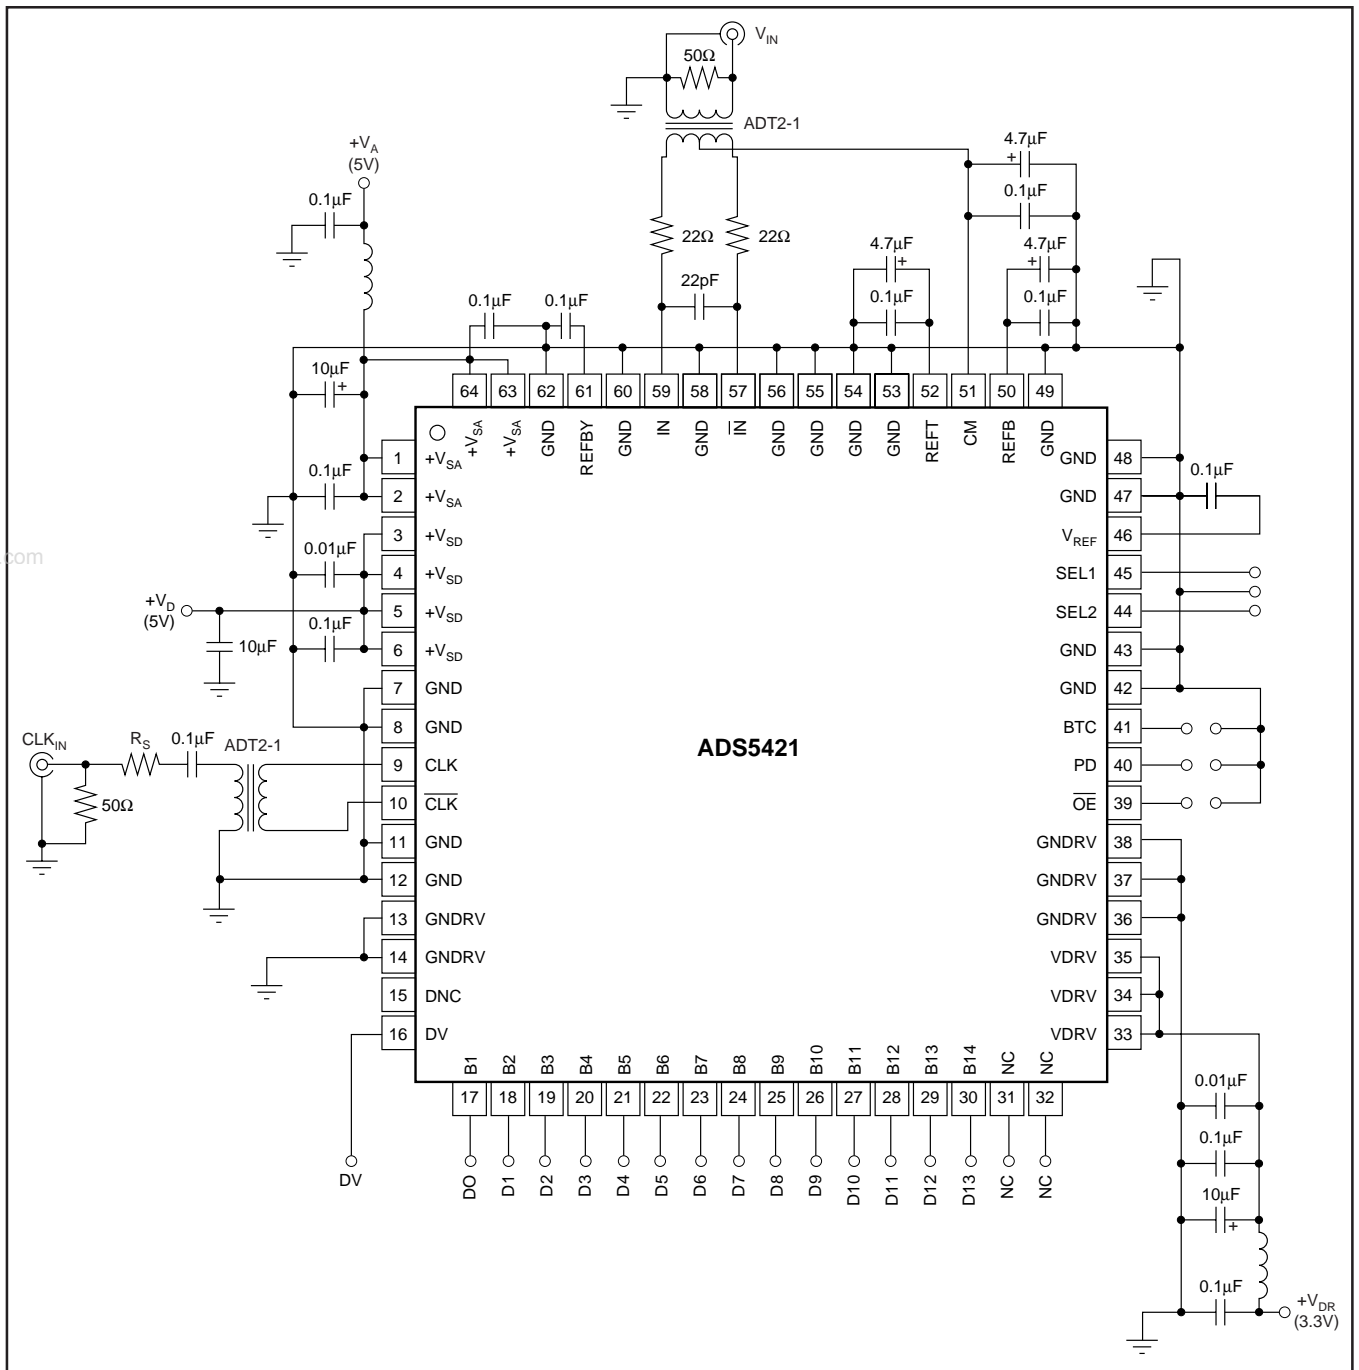 V_IN
50Ω
ADT2-1
+V_A
(5V)
0.1µF
4.7µF
+
0.1µF
22Ω
22Ω
4.7µF
+
4.7µF
+
22pF
0.1µF
0.1µF
0.1µF
0.1µF
10µF
+
64 63 62 61 60 59 58 57 56 55 54 53 52 51 50 49
+V_SA +V_SA GND REFBY GND IN GND I̅N̅ GND GND GND GND REFT CM REFB GND
1 +V_SA
GND 48
0.1µF
0.1µF
2 +V_SA
GND 47
3 +V_SD
V_REF 46
.com
0.01µF
4 +V_SD
SEL1 45
+V_D
(5V)
5 +V_SD
SEL2 44
0.1µF
10µF
6 +V_SD
GND 43
7 GND
GND 42
8 GND
BTC 41
CLK_IN
R_S
0.1µF
ADT2-1
ADS5421
9 CLK
PD 40
50Ω
10 C̅L̅K̅
O̅E̅ 39
11 GND
GNDRV 38
12 GND
GNDRV 37
13 GNDRV
GNDRV 36
14 GNDRV
VDRV 35
15 DNC
VDRV 34
16 DV
VDRV 33
B1 B2 B3 B4 B5 B6 B7 B8 B9 B10 B11 B12 B13 B14 NC NC
17 18 19 20 21 22 23 24 25 26 27 28 29 30 31 32
0.01µF
0.1µF
DV
DO D1 D2 D3 D4 D5 D6 D7 D8 D9 D10 D11 D12 D13 NC NC
10µF
+
0.1µF
+V_DR
(3.3V)